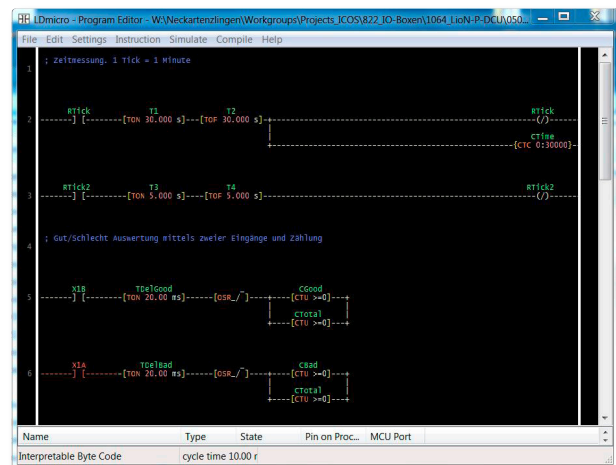 LDmicro - Program Editor - W:\Neckartenzlingen\Workgroups\Projects_ICOS\822_IO-Boxen\1064_LioN-P-DCU\050...
File Edit Settings Instruction Simulate Compile Help
1 ; Zeitmessung. 1 Tick = 1 Minute
RTick T1 T2 RTick
2 ------] [-------[TON 30.000 s]---[TOF 30.000 s]-+------(/)------
CTime
+------{CTC 0:30000}-
RTick2 T3 T4 RTick2
3 ------] [--------[TON 5.000 s]----[TOF 5.000 s]------(/)------
4 ; Gut/Schlecht Auswertung mittels zweier Eingänge und Zählung
X1B TDelGood _ CGood
5 ------] [-------[TON 20.00 ms]------[OSR_/ ]----+----[CTU >=0]---+
CTotal
+----[CTU >=0]---+
X1A TDelBad _ CBad
6 ------] [-------[TON 20.00 ms]------[OSR_/ ]----+----[CTU >=0]---+
CTotal
+----[CTU >=0]---+
Name Type State Pin on Proc... MCU Port
Interpretable Byte Code cycle time 10.00 r